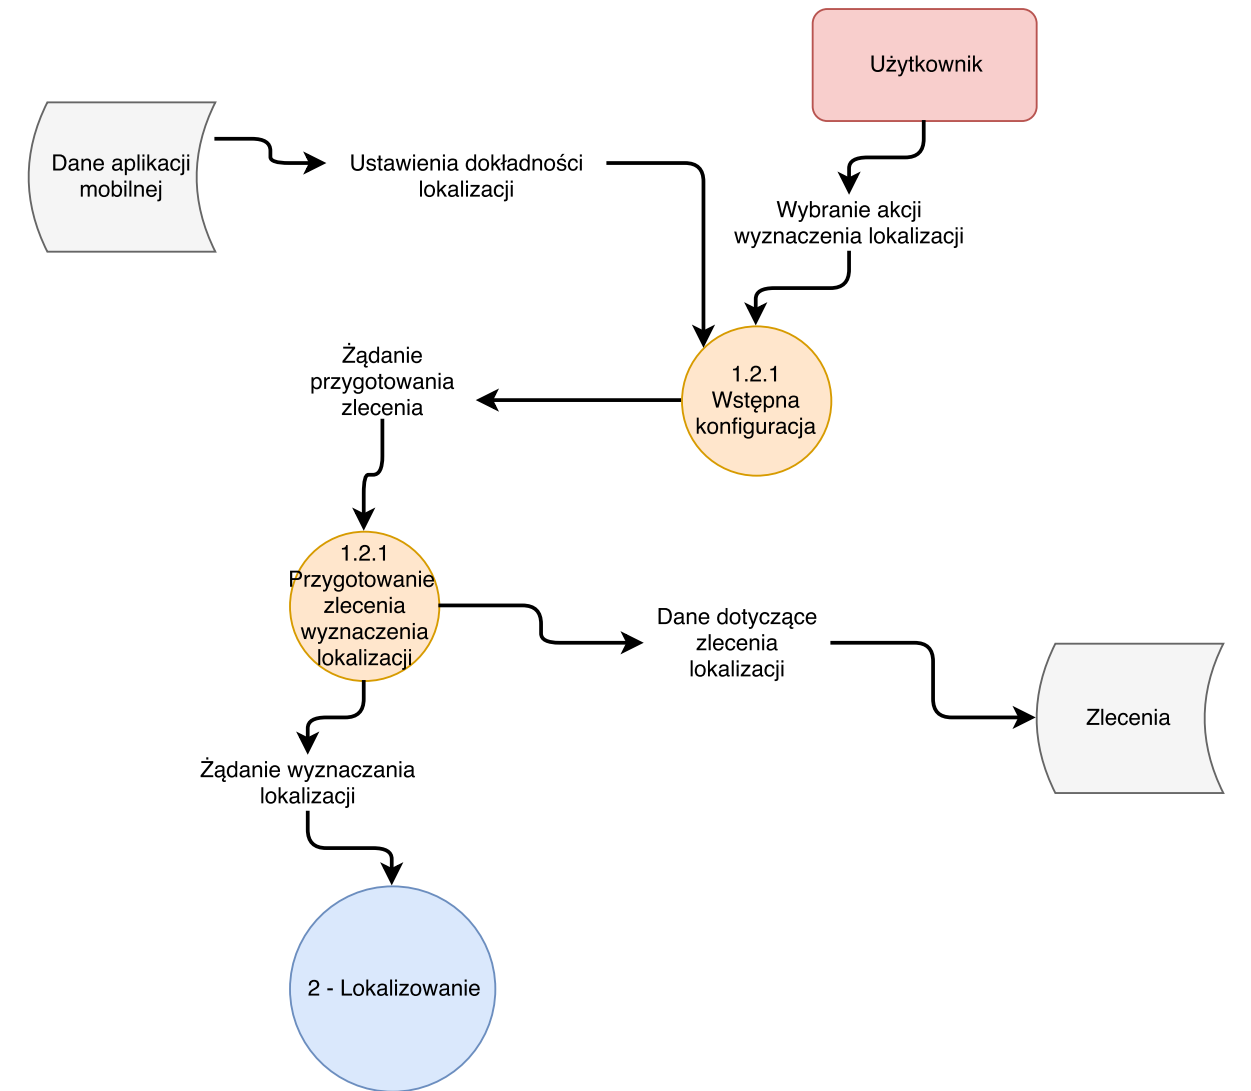 Użytkownik
Dane aplikacji
mobilnej
Ustawienia dokładności
lokalizacji
Wybranie akcji
wyznaczenia lokalizacji
Żądanie
przygotowania
zlecenia
1.2.1
Wstępna
konfiguracja
1.2.1
Przygotowanie
zlecenia
wyznaczenia
lokalizacji
Dane dotyczące
zlecenia
lokalizacji
Zlecenia
Żądanie wyznaczania
lokalizacji
2 - Lokalizowanie